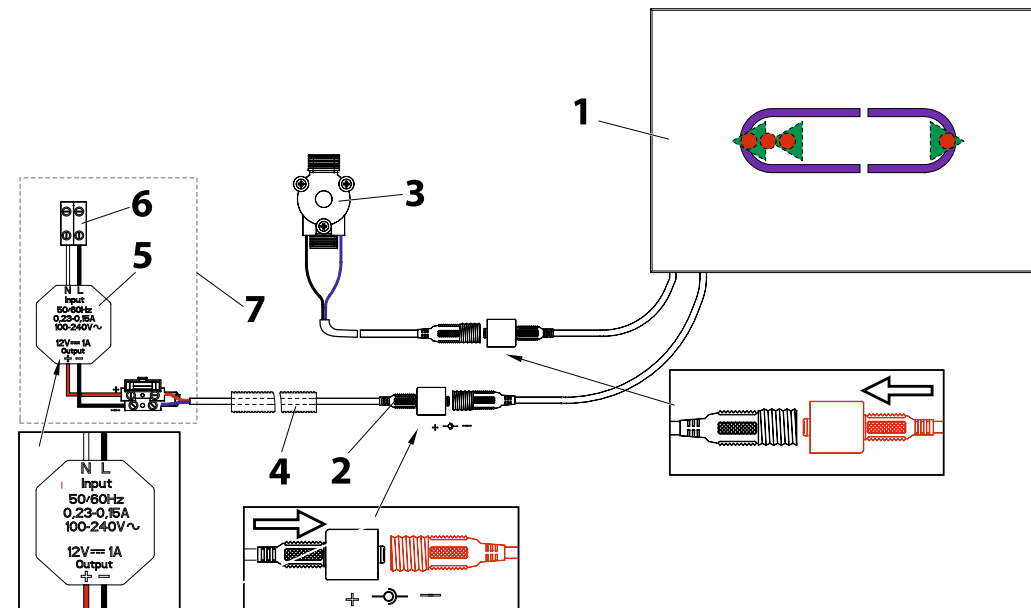 1
3
6
5
7
N L
Input
50/60Hz
0,23-0,15A
100-240V～
12V⎓ 1A
Output
+ −
+
−
4
2
+ −
N L
Input
50/60Hz
0,23-0,15A
100-240V～
12V⎓ 1A
Output
+ −
+ −